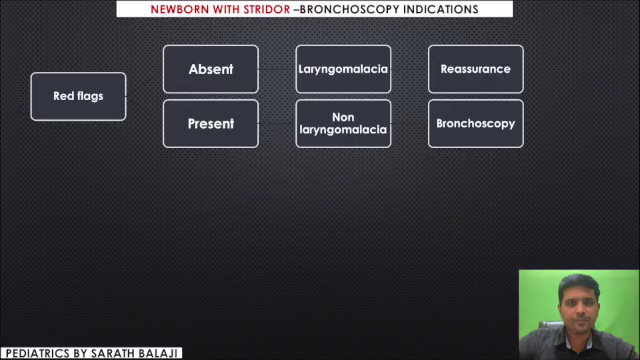 NEWBORN WITH STRIDOR –BRONCHOSCOPY INDICATIONS
Red flags
Absent
Laryngomalacia
Reassurance
Present
Non
laryngomalacia
Bronchoscopy
PEDIATRICS BY SARATH BALAJI